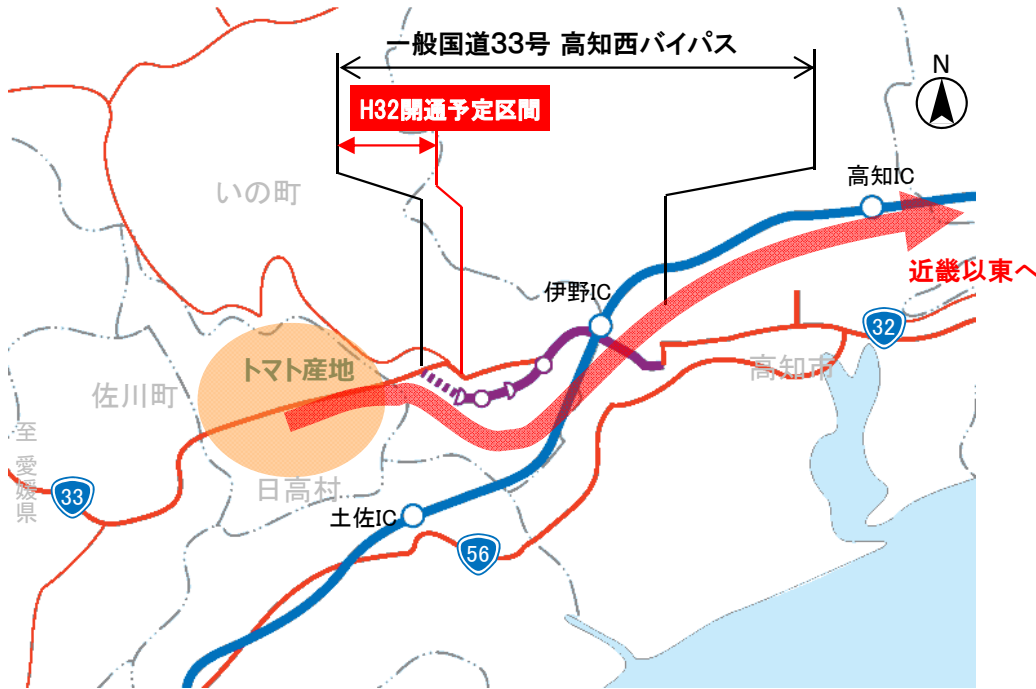 一般国道33号 高知西バイパス
H32開通予定区間
N
いの町
高知IC
近畿以東へ
伊野IC
32
トマト産地
高知市
佐川町
至 愛媛県
33
日高村
土佐IC
56